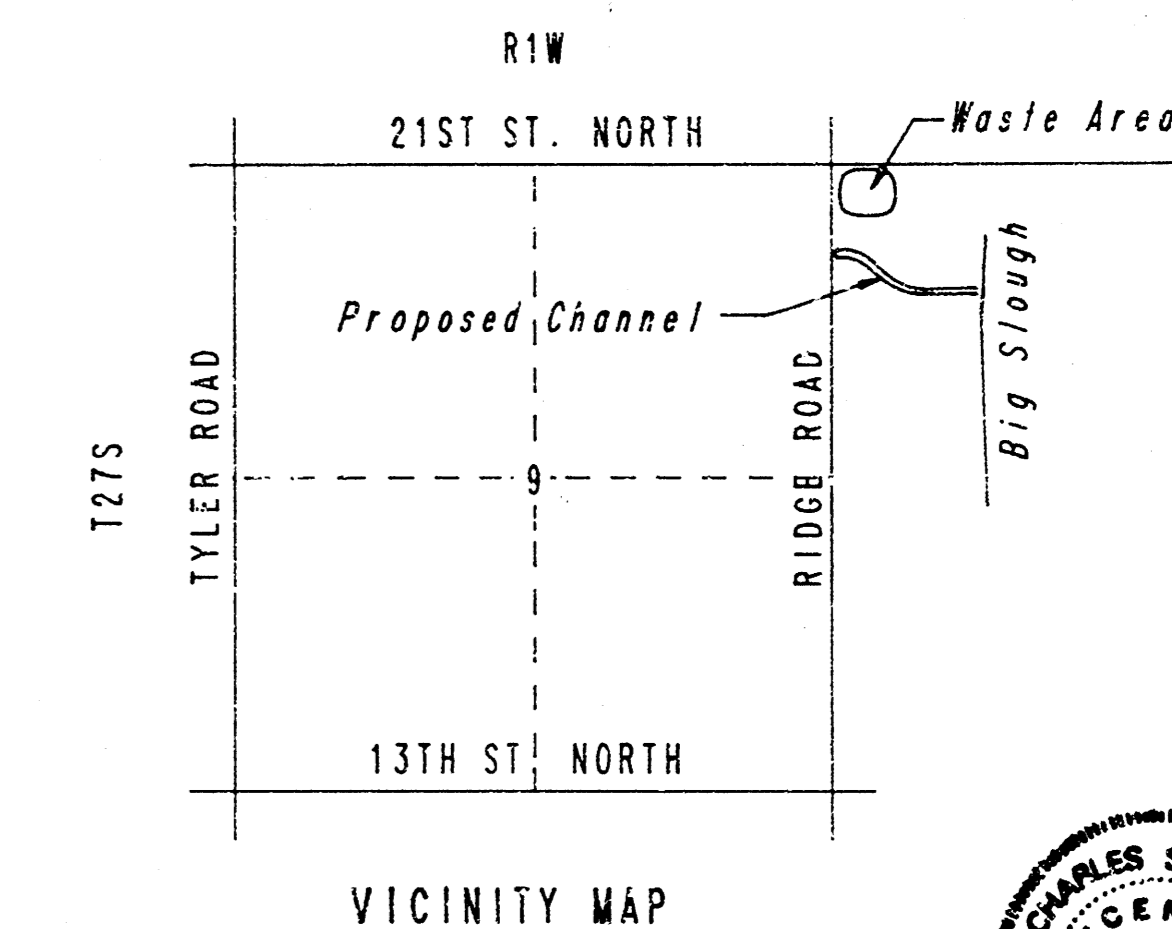 R1W
21ST ST. NORTH
Waste Area
Proposed Channel
Big Slough
TYLER ROAD
RIDGE ROAD
T27S
9
13TH ST NORTH
VICINITY MAP
CHARLES